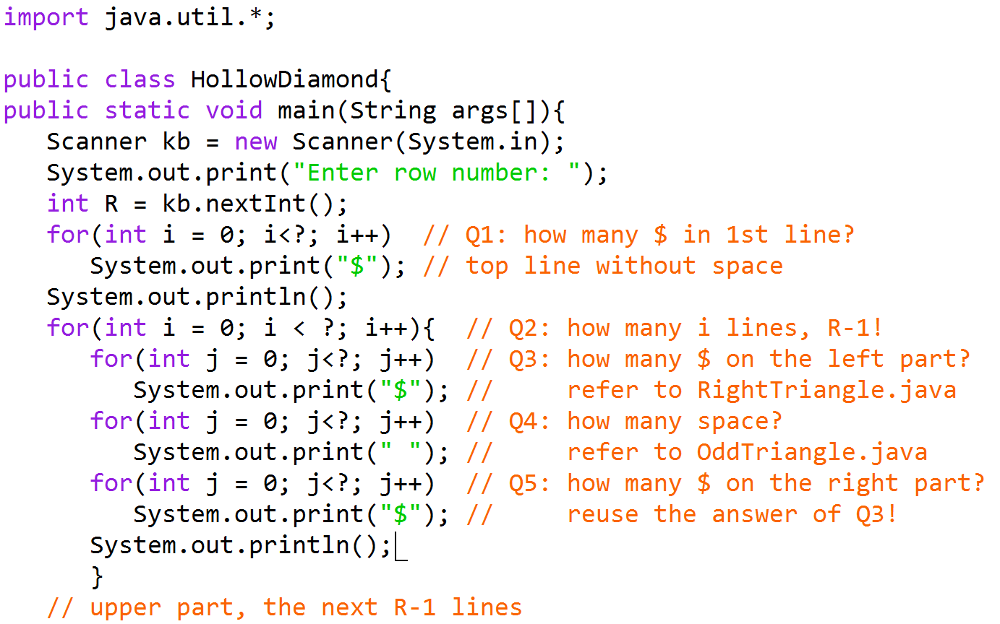 import java.util.*;

public class HollowDiamond{
public static void main(String args[]){
   Scanner kb = new Scanner(System.in);
   System.out.print("Enter row number: ");
   int R = kb.nextInt();
   for(int i = 0; i<?; i++)  // Q1: how many $ in 1st line?
      System.out.print("$"); // top line without space
   System.out.println();
   for(int i = 0; i < ?; i++){  // Q2: how many i lines, R-1!
      for(int j = 0; j<?; j++)  // Q3: how many $ on the left part?
         System.out.print("$"); //     refer to RightTriangle.java
      for(int j = 0; j<?; j++)  // Q4: how many space?
         System.out.print(" "); //     refer to OddTriangle.java
      for(int j = 0; j<?; j++)  // Q5: how many $ on the right part?
         System.out.print("$"); //     reuse the answer of Q3!
      System.out.println();
      }
   // upper part, the next R-1 lines